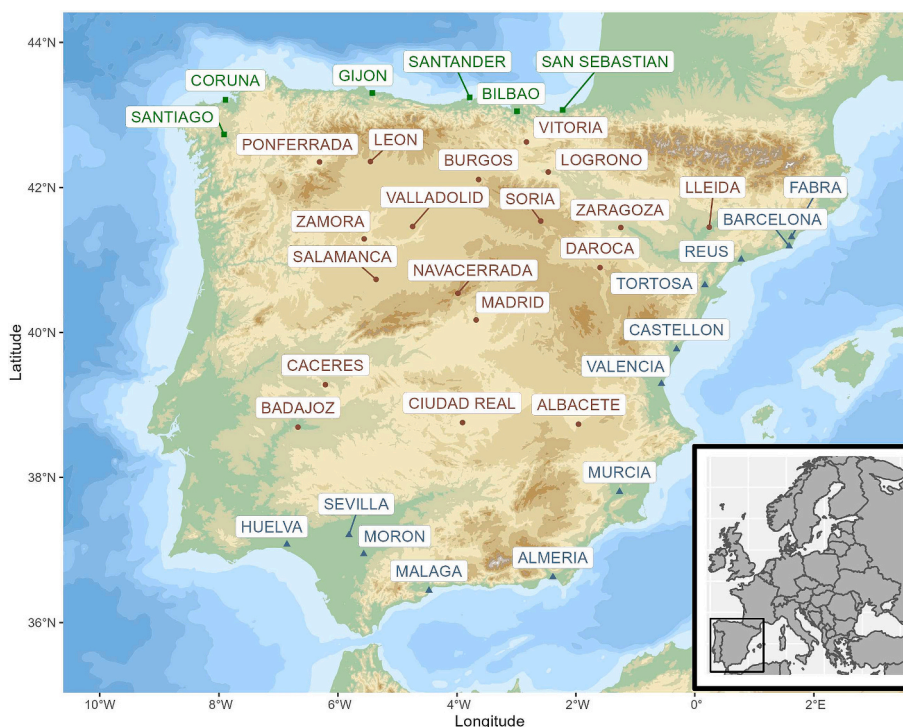 44°N
SANTANDER
SAN SEBASTIAN
GIJON
CORUNA
BILBAO
SANTIAGO
VITORIA
PONFERRADA
LEON
BURGOS
LOGRONO
42°N
VALLADOLID
SORIA
LLEIDA
FABRA
ZAMORA
ZARAGOZA
BARCELONA
SALAMANCA
DAROCA
REUS
NAVACERRADA
TORTOSA
MADRID
40°N
CASTELLON
Latitude
CACERES
VALENCIA
BADAJOZ
CIUDAD REAL
ALBACETE
38°N
MURCIA
SEVILLA
HUELVA
MORON
MALAGA
ALMERIA
36°N
10°W
8°W
6°W
4°W
2°W
0°
2°E
Longitude